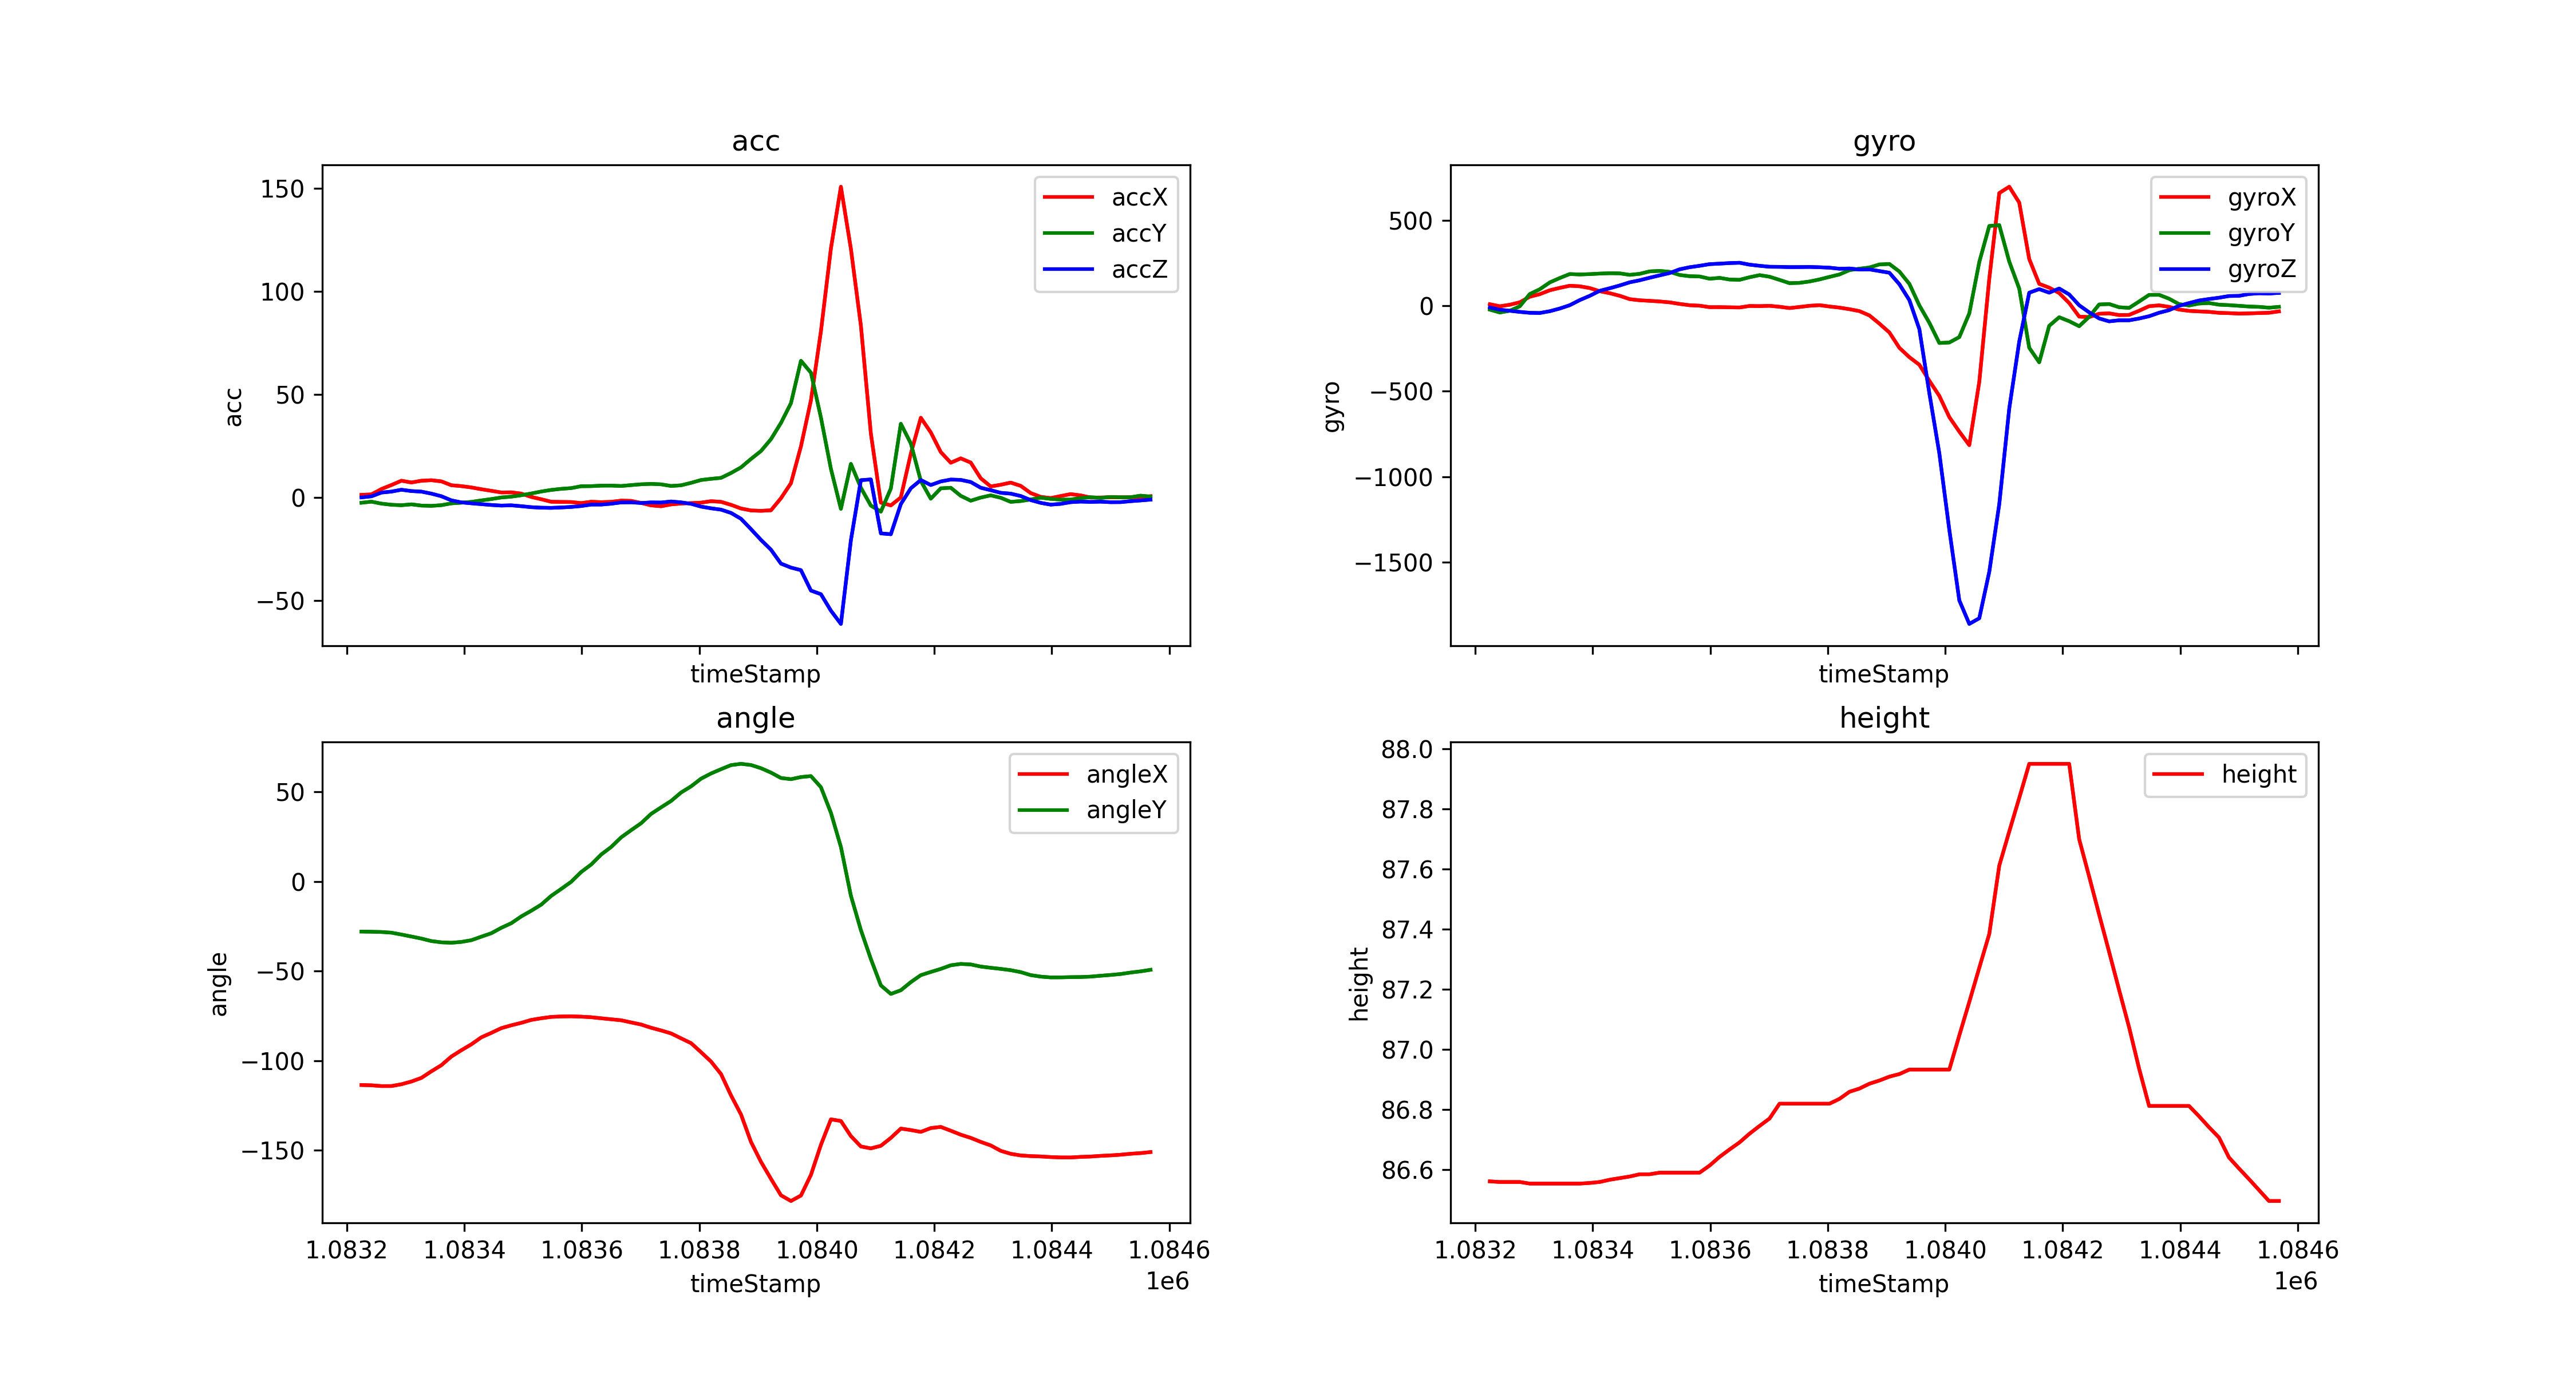 acc
150
100
50
0
−50
acc
timeStamp
accX
accY
accZ
gyro
500
0
−500
−1000
−1500
gyro
timeStamp
gyroX
gyroY
gyroZ
angle
50
0
−50
−100
−150
angle
1.0832 1.0834 1.0836 1.0838 1.0840 1.0842 1.0844 1.0846
timeStamp
1e6
angleX
angleY
height
88.0
87.8
87.6
87.4
87.2
87.0
86.8
86.6
height
1.0832 1.0834 1.0836 1.0838 1.0840 1.0842 1.0844 1.0846
timeStamp
1e6
height